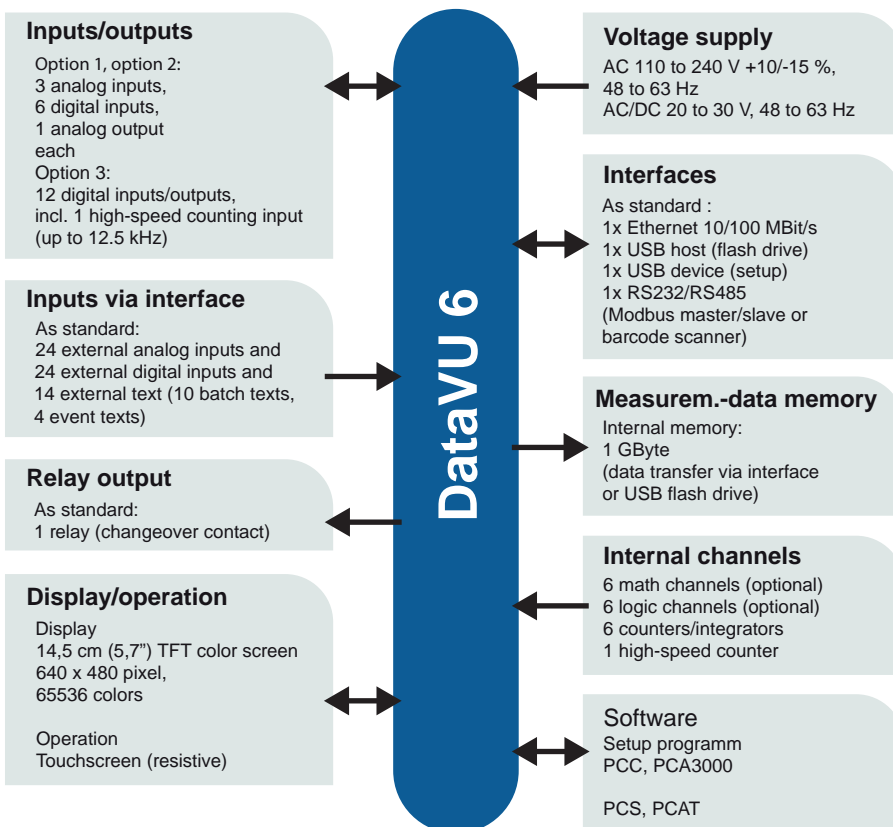 Inputs/outputs
Option 1, option 2:
3 analog inputs,
6 digital inputs,
1 analog output
each
Option 3:
12 digital inputs/outputs,
incl. 1 high-speed counting input
(up to 12.5 kHz)
Inputs via interface
As standard:
24 external analog inputs and
24 external digital inputs and
14 external text (10 batch texts,
4 event texts)
Relay output
As standard:
1 relay (changeover contact)
Display/operation
Display
14,5 cm (5,7”) TFT color screen
640 x 480 pixel,
65536 colors
Operation
Touchscreen (resistive)
DataVU 6
Voltage supply
AC 110 to 240 V +10/-15 %,
48 to 63 Hz
AC/DC 20 to 30 V, 48 to 63 Hz
Interfaces
As standard :
1x Ethernet 10/100 MBit/s
1x USB host (flash drive)
1x USB device (setup)
1x RS232/RS485
(Modbus master/slave or
barcode scanner)
Measurem.-data memory
Internal memory:
1 GByte
(data transfer via interface
or USB flash drive)
Internal channels
6 math channels (optional)
6 logic channels (optional)
6 counters/integrators
1 high-speed counter
Software
Setup programm
PCC, PCA3000
PCS, PCAT